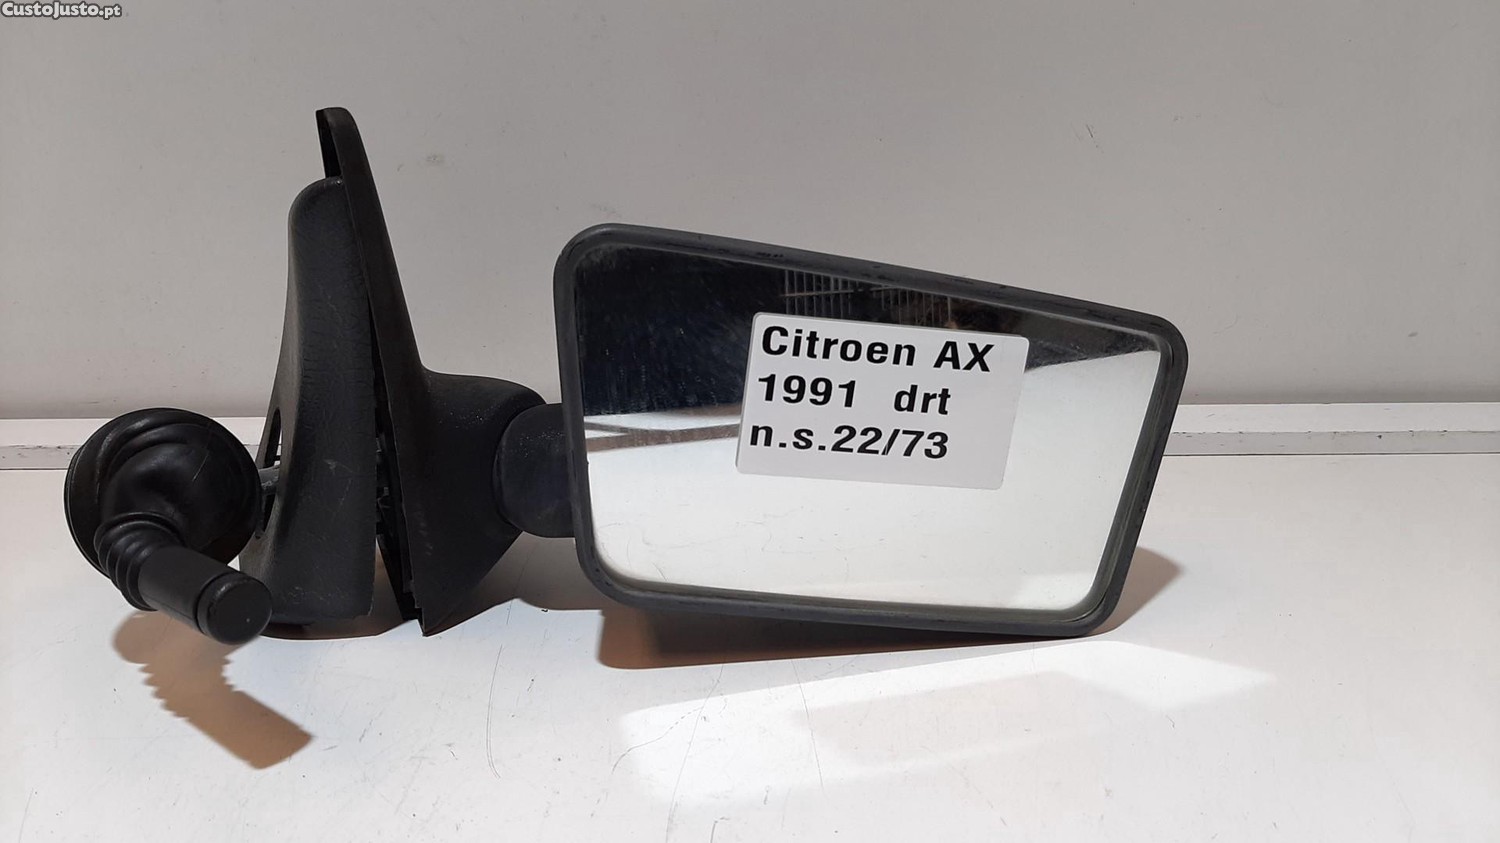 CustoJusto.pt
Citroen AX
1991 drt
n.s.22/73